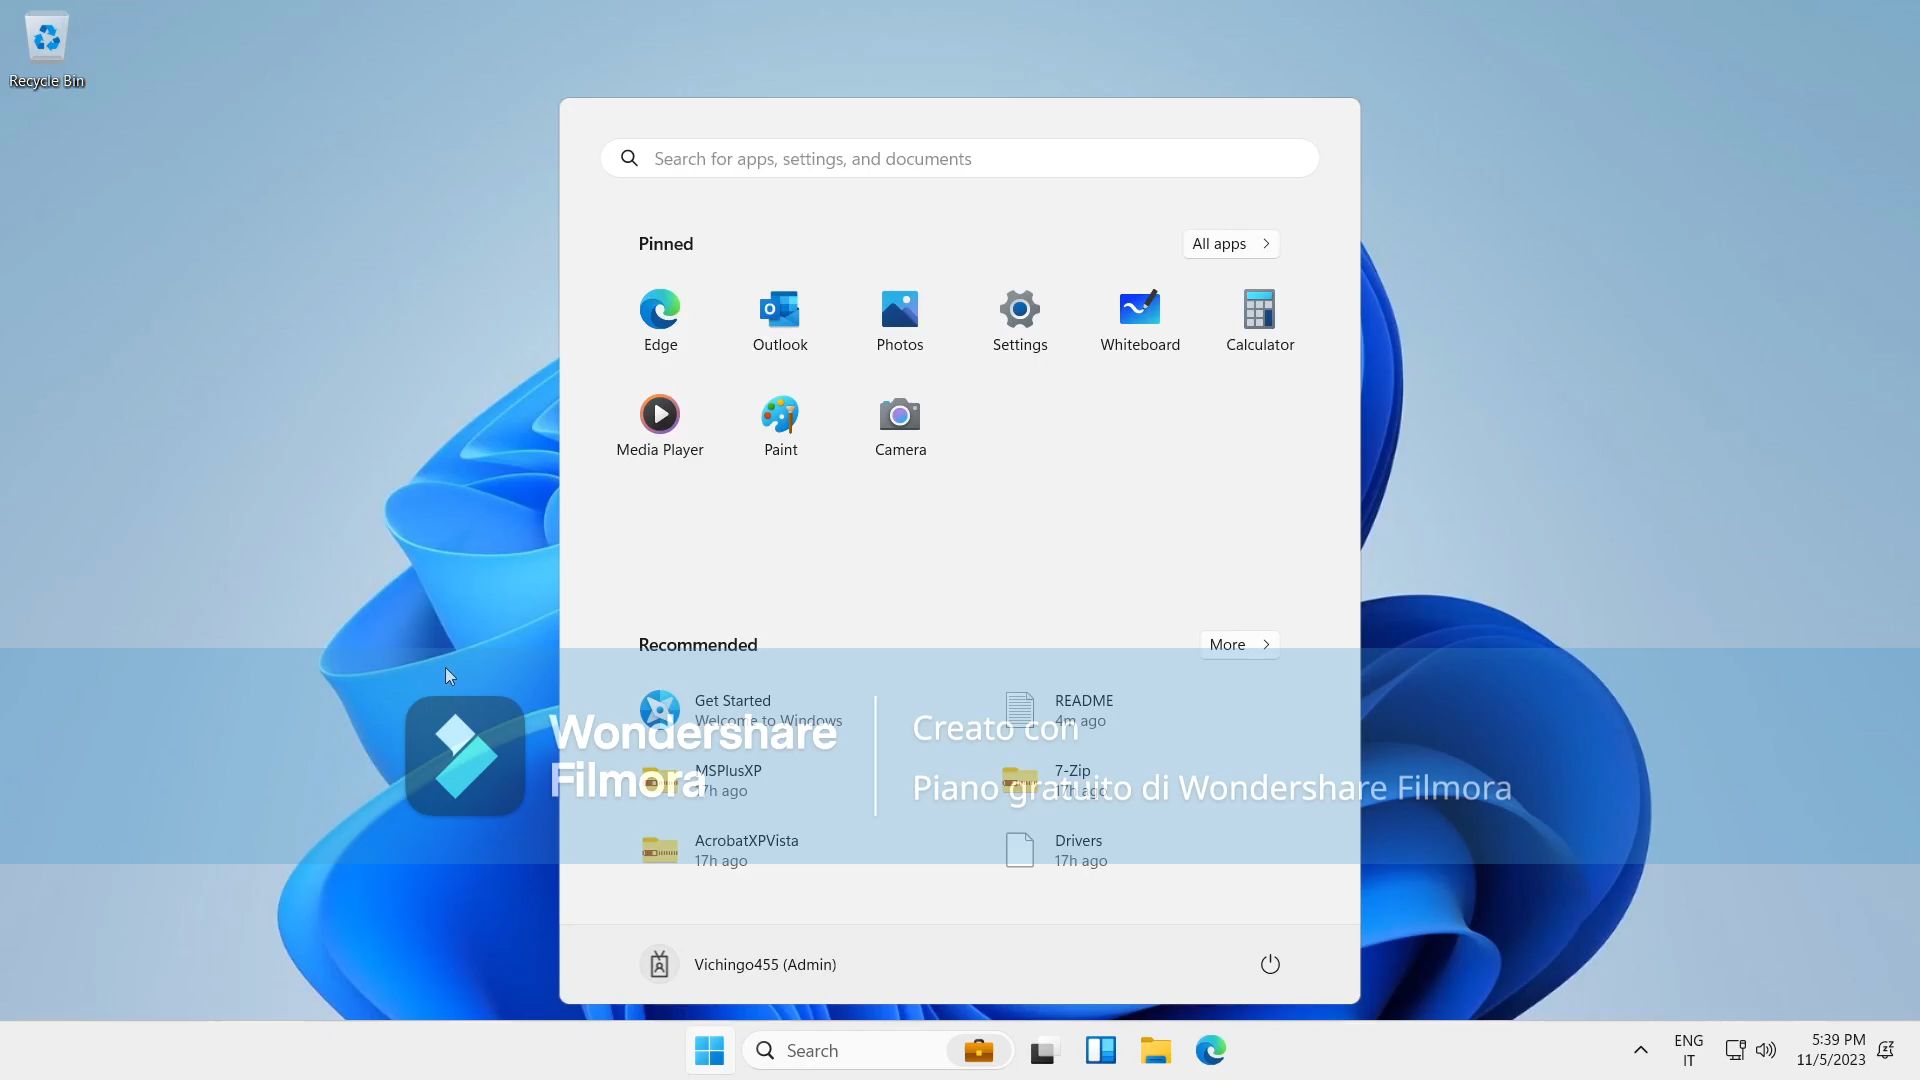 Recycle Bin
Search for apps, settings, and documents
Pinned
All apps
Edge
Outlook
Photos
Settings
Whiteboard
Calculator
Media Player
Paint
Camera
Recommended
More
Get Started
Welcome to Windows
README
4m ago
Wondershare
Filmora
Creato con
Piano gratuito di Wondershare Filmora
MSPlusXP
17h ago
7-Zip
17h ago
AcrobatXPVista
17h ago
Drivers
17h ago
Vichingo455 (Admin)
Search
ENG
IT
5:39 PM
11/5/2023